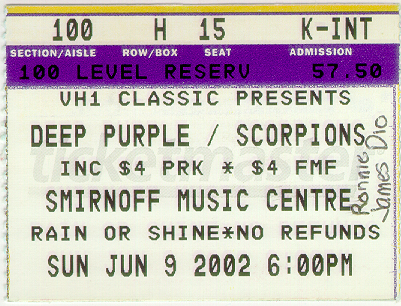 100 H 15 K-INT
SECTION/AISLE ROW/BOX SEAT ADMISSION
100 LEVEL RESERV 57.50
VH1 CLASSIC PRESENTS
DEEP PURPLE / SCORPIONS
INC $4 PRK * $4 FMF
ticketmaster
SMIRNOFF MUSIC CENTRE
Ronnie James Dio
RAIN OR SHINE*NO REFUNDS
SUN JUN 9 2002 6:00PM